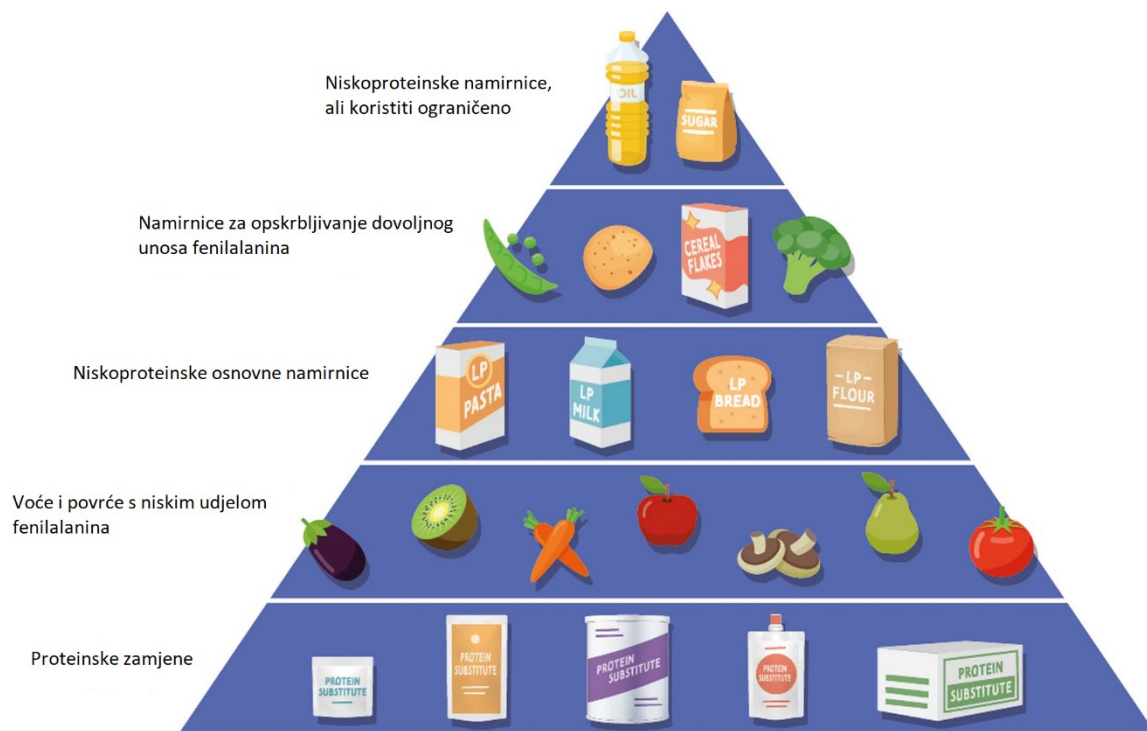 Niskoproteinske namirnice,
ali koristiti ograničeno
OIL
SUGAR
Namirnice za opskrbljivanje dovoljnog
unosa fenilalanina
CEREAL
FLAKES
Niskoproteinske osnovne namirnice
LP
PASTA
LP
MILK
LP
BREAD
LP
FLOUR
Voće i povrće s niskim udjelom
fenilalanina
Proteinske zamjene
PROTEIN
SUBSTITUTE
PROTEIN
SUBSTITUTE
PROTEIN
SUBSTITUTE
PROTEIN
SUBSTITUTE
PROTEIN
SUBSTITUTE